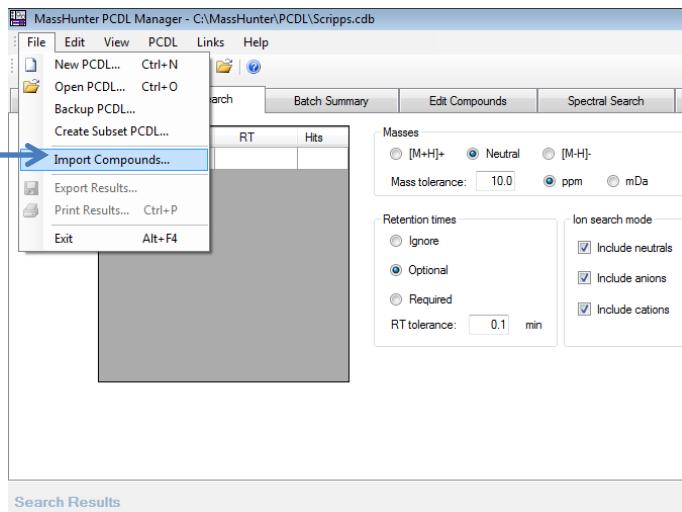 MassHunter PCDL Manager - C:\MassHunter\PCDL\Scripps.cdb
File Edit View PCDL Links Help
New PCDL... Ctrl+N
Open PCDL... Ctrl+O
Backup PCDL...
Create Subset PCDL...
Import Compounds...
Export Results...
Print Results... Ctrl+P
Exit Alt+F4
Batch Summary Edit Compounds Spectral Search
RT Hits
Masses
[M+H]+ Neutral [M-H]-
Mass tolerance: 10.0 ppm mDa
Retention times
Ignore
Optional
Required
RT tolerance: 0.1 min
Ion search mode
Include neutrals
Include anions
Include cations
Search Results